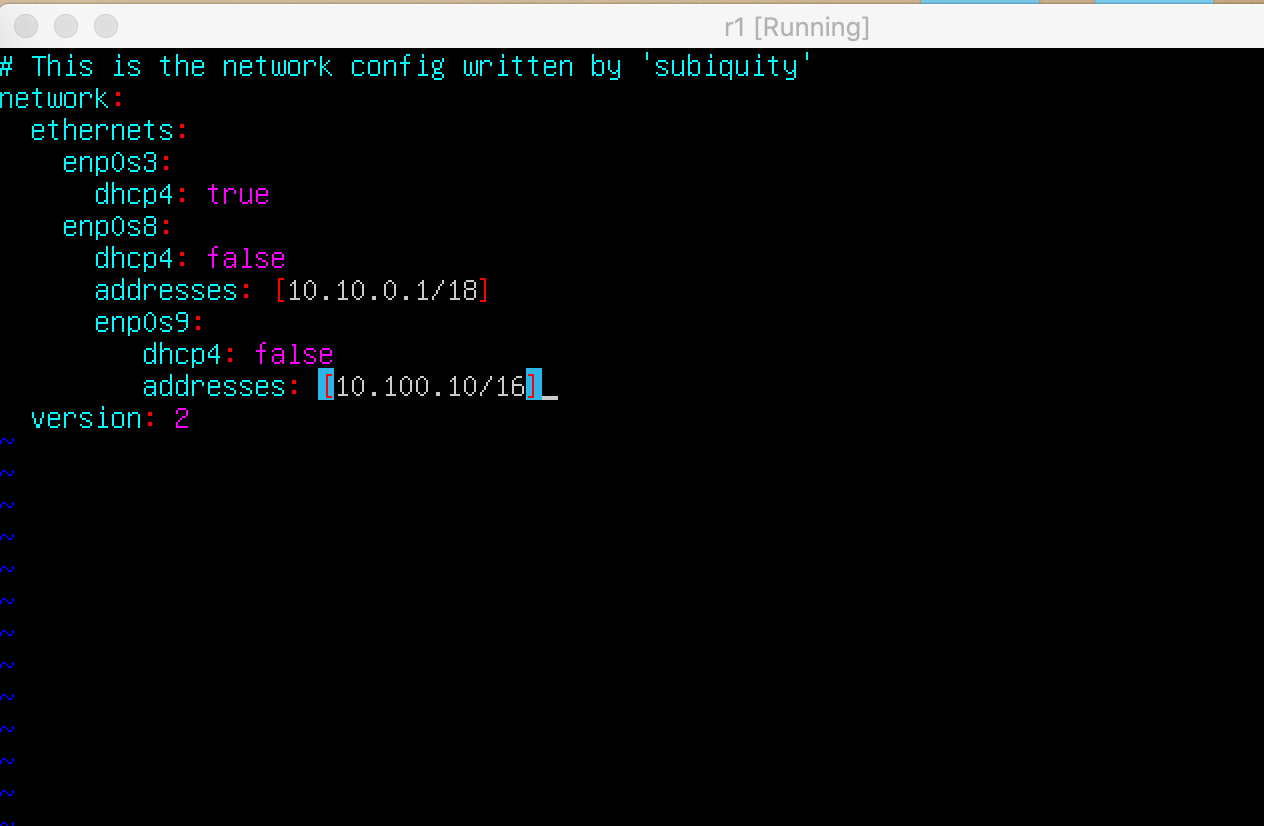 r1 [Running]
# This is the network config written by 'subiquity'
network:
  ethernets:
    enp0s3:
      dhcp4: true
    enp0s8:
      dhcp4: false
      addresses: [10.10.0.1/18]
      enp0s9:
         dhcp4: false
         addresses: [10.100.10/16]_
  version: 2
~
~
~
~
~
~
~
~
~
~
~
~
~